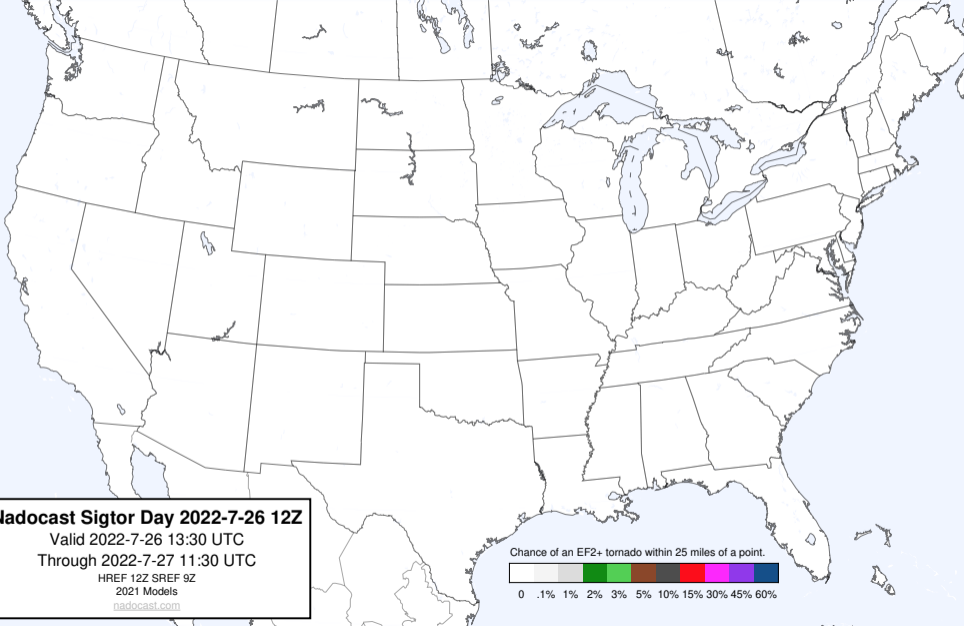 Nadocast Sigtor Day 2022-7-26 12Z
Valid 2022-7-26 13:30 UTC
Through 2022-7-27 11:30 UTC
HREF 12Z SREF 9Z
2021 Models
nadocast.com
Chance of an EF2+ tornado within 25 miles of a point.
0 .1% 1% 2% 3% 5% 10% 15% 30% 45% 60%